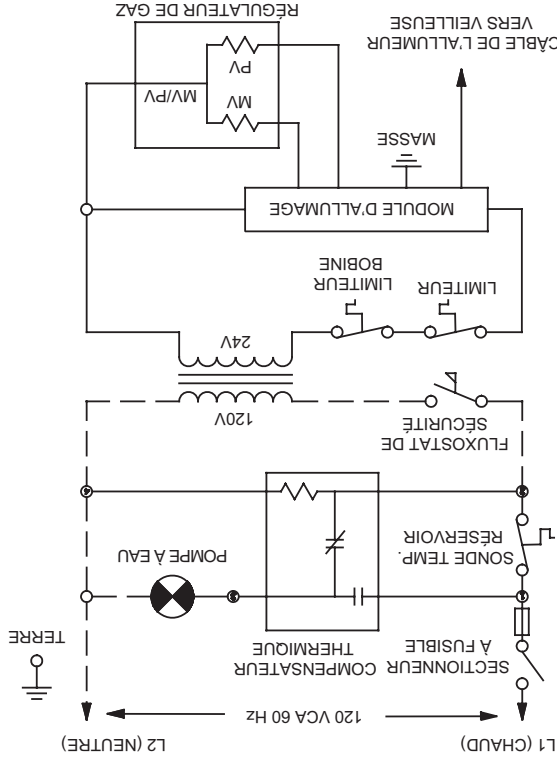 L1 (CHAUD)
L2 (NEUTRE)
120 VCA 60 Hz
TERRE
SECTIONNEUR
À FUSIBLE
COMPENSATEUR
THERMIQUE
POMPE À EAU
SONDE TEMP.
RÉSERVOIR
FLUXOSTAT DE
SÉCURITÉ
120V
24V
LIMITEUR
LIMITEUR
BOBINE
MODULE D'ALLUMAGE
MASSE
MV
MV/PV
PV
CÂBLE DE L'ALLUMEUR
VERS VEILLEUSE
RÉGULATEUR DE GAZ